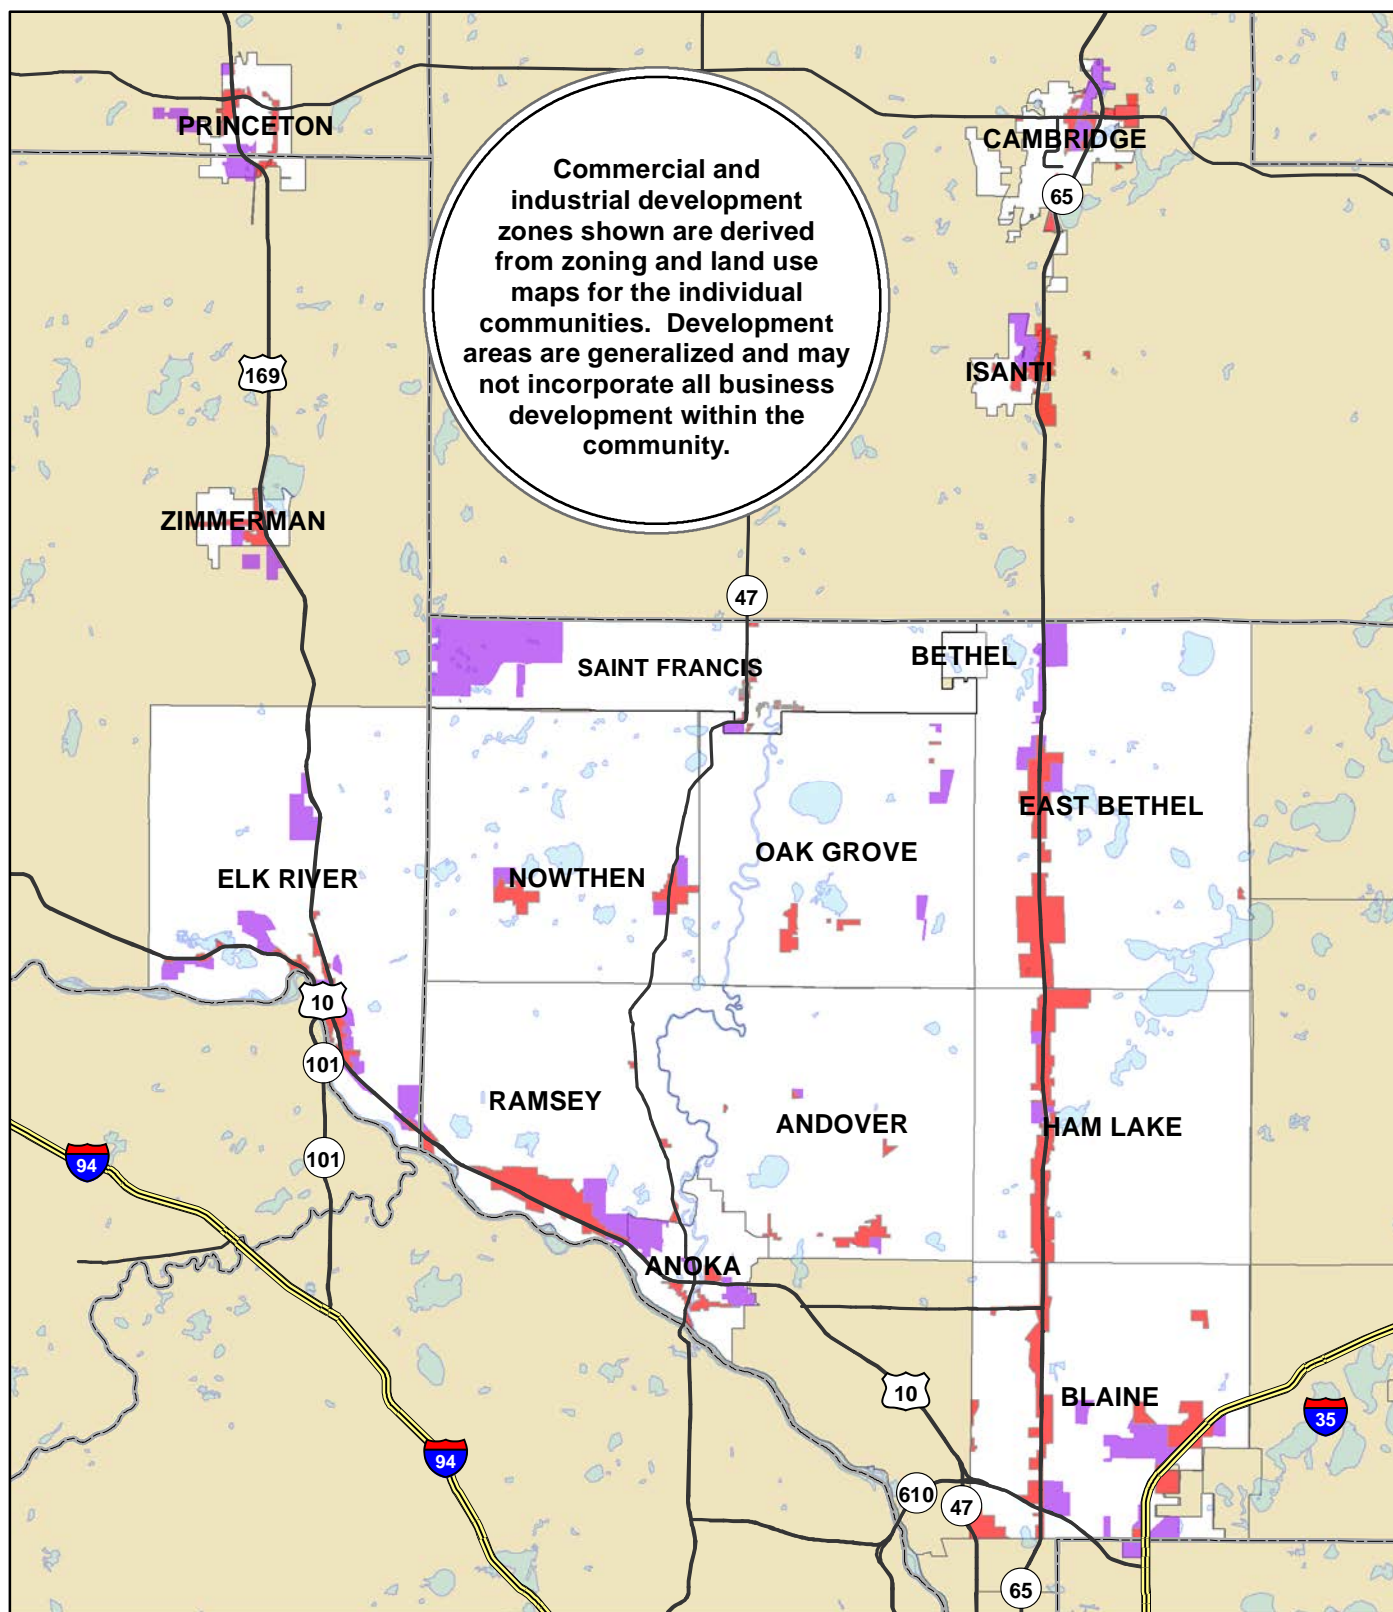 PRINCETON
CAMBRIDGE
Commercial and
industrial development
zones shown are derived
from zoning and land use
maps for the individual
communities.  Development
areas are generalized and may
not incorporate all business
development within the
community.
65
169
ISANTI
ZIMMERMAN
47
SAINT FRANCIS
BETHEL
EAST BETHEL
OAK GROVE
NOWTHEN
ELK RIVER
10
101
RAMSEY
ANDOVER
HAM LAKE
94
101
ANOKA
10
BLAINE
35
94
610
47
65